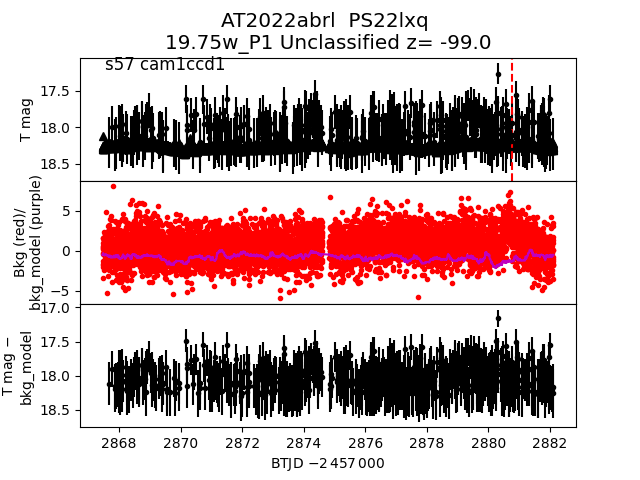 AT2022abrl  PS22lxq
19.75w_P1 Unclassified z= -99.0
s57 cam1ccd1
T mag
17.5
18.0
18.5
Bkg (red)/
bkg_model (purple)
5
0
−5
T mag −
bkg_model
17.0
17.5
18.0
18.5
2868 2870 2872 2874 2876 2878 2880 2882
BTJD −2 457 000